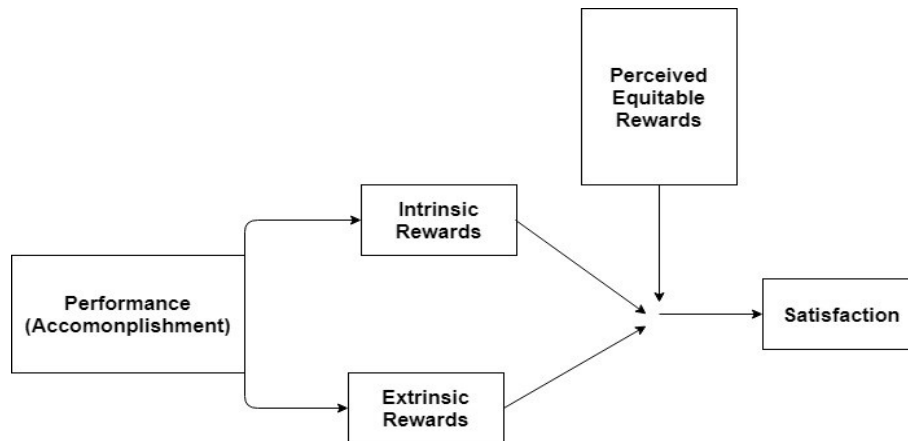 Perceived
Equitable
Rewards
Intrinsic
Rewards
Performance
(Accomonplishment)
Satisfaction
Extrinsic
Rewards